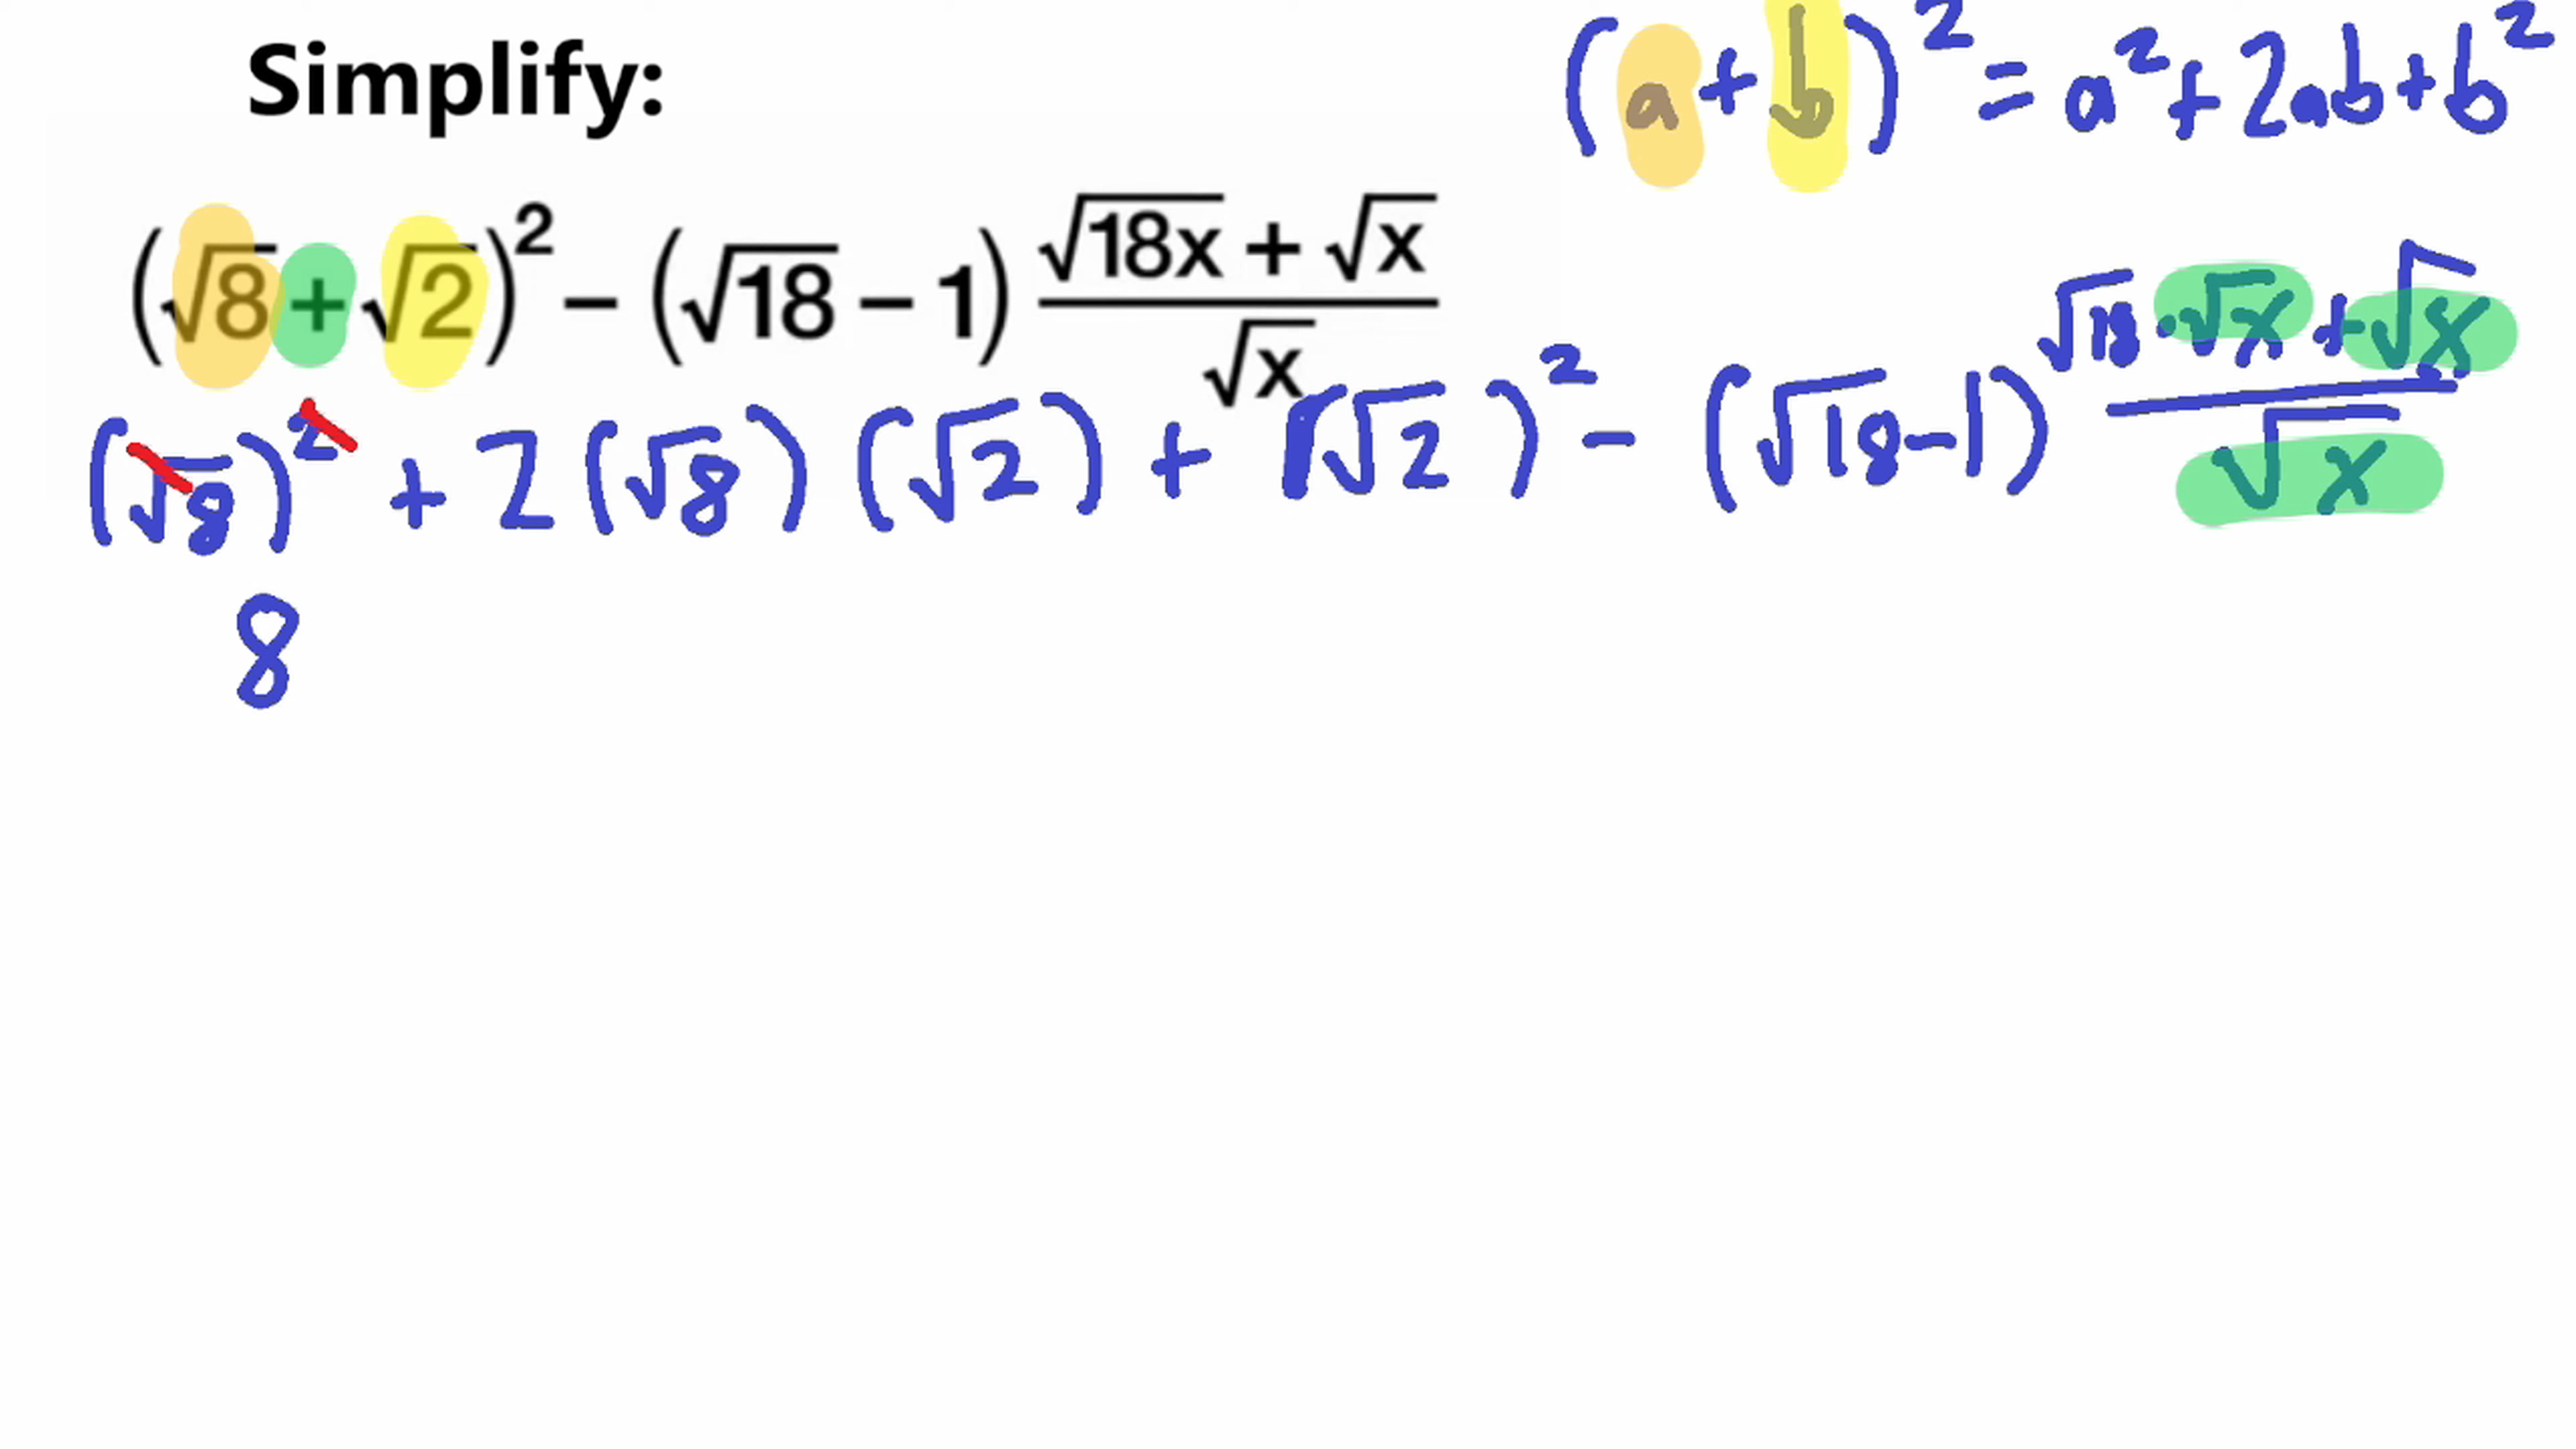 Simplify:
(a+b)² = a²+2ab+b²
(√8 + √2)² − (√18 − 1) (√18x + √x)/√x
(√8)² + 2(√8)(√2) + (√2)² − (√18−1) (√18·√x + √x)/√x
8